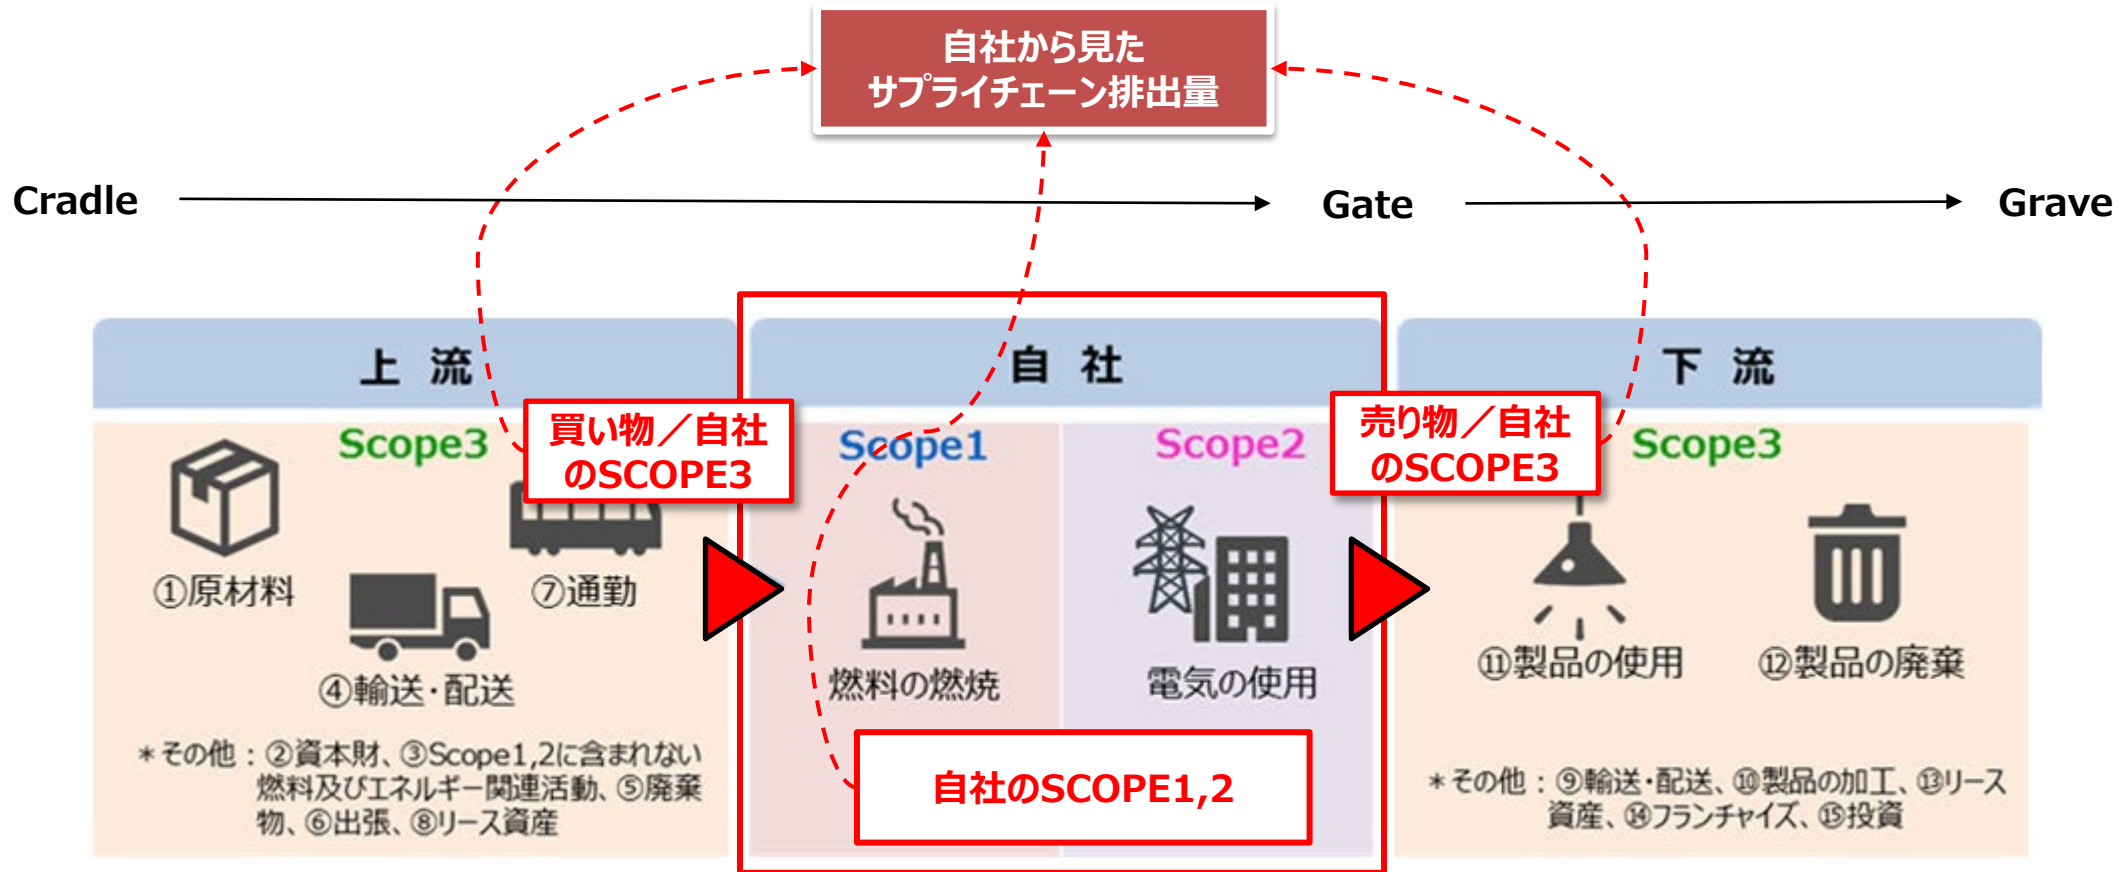 自社から見た
サプライチェーン排出量
Cradle
Gate
Grave
上 流
自 社
下 流
Scope3
買い物／自社
のSCOPE3
Scope1
Scope2
売り物／自社
のSCOPE3
Scope3
①原材料
⑦通勤
④輸送・配送
燃料の燃焼
電気の使用
⑪製品の使用
⑫製品の廃棄
＊その他：②資本財、③Scope1,2に含まれない
燃料及びエネルギー関連活動、⑤廃棄
物、⑥出張、⑧リース資産
自社のSCOPE1,2
＊その他：⑨輸送・配送、⑩製品の加工、⑬リース
資産、⑭フランチャイズ、⑮投資